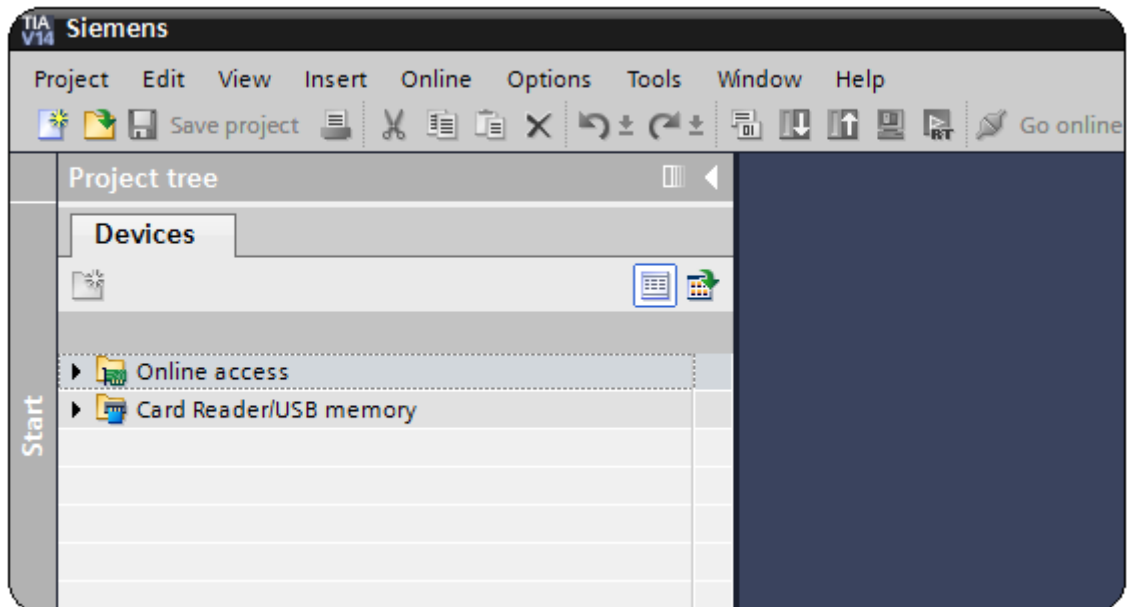 TIA V14 Siemens
Project Edit View Insert Online Options Tools Window Help
Save project RT Go online
Project tree
Devices
Online access
Card Reader/USB memory
Start